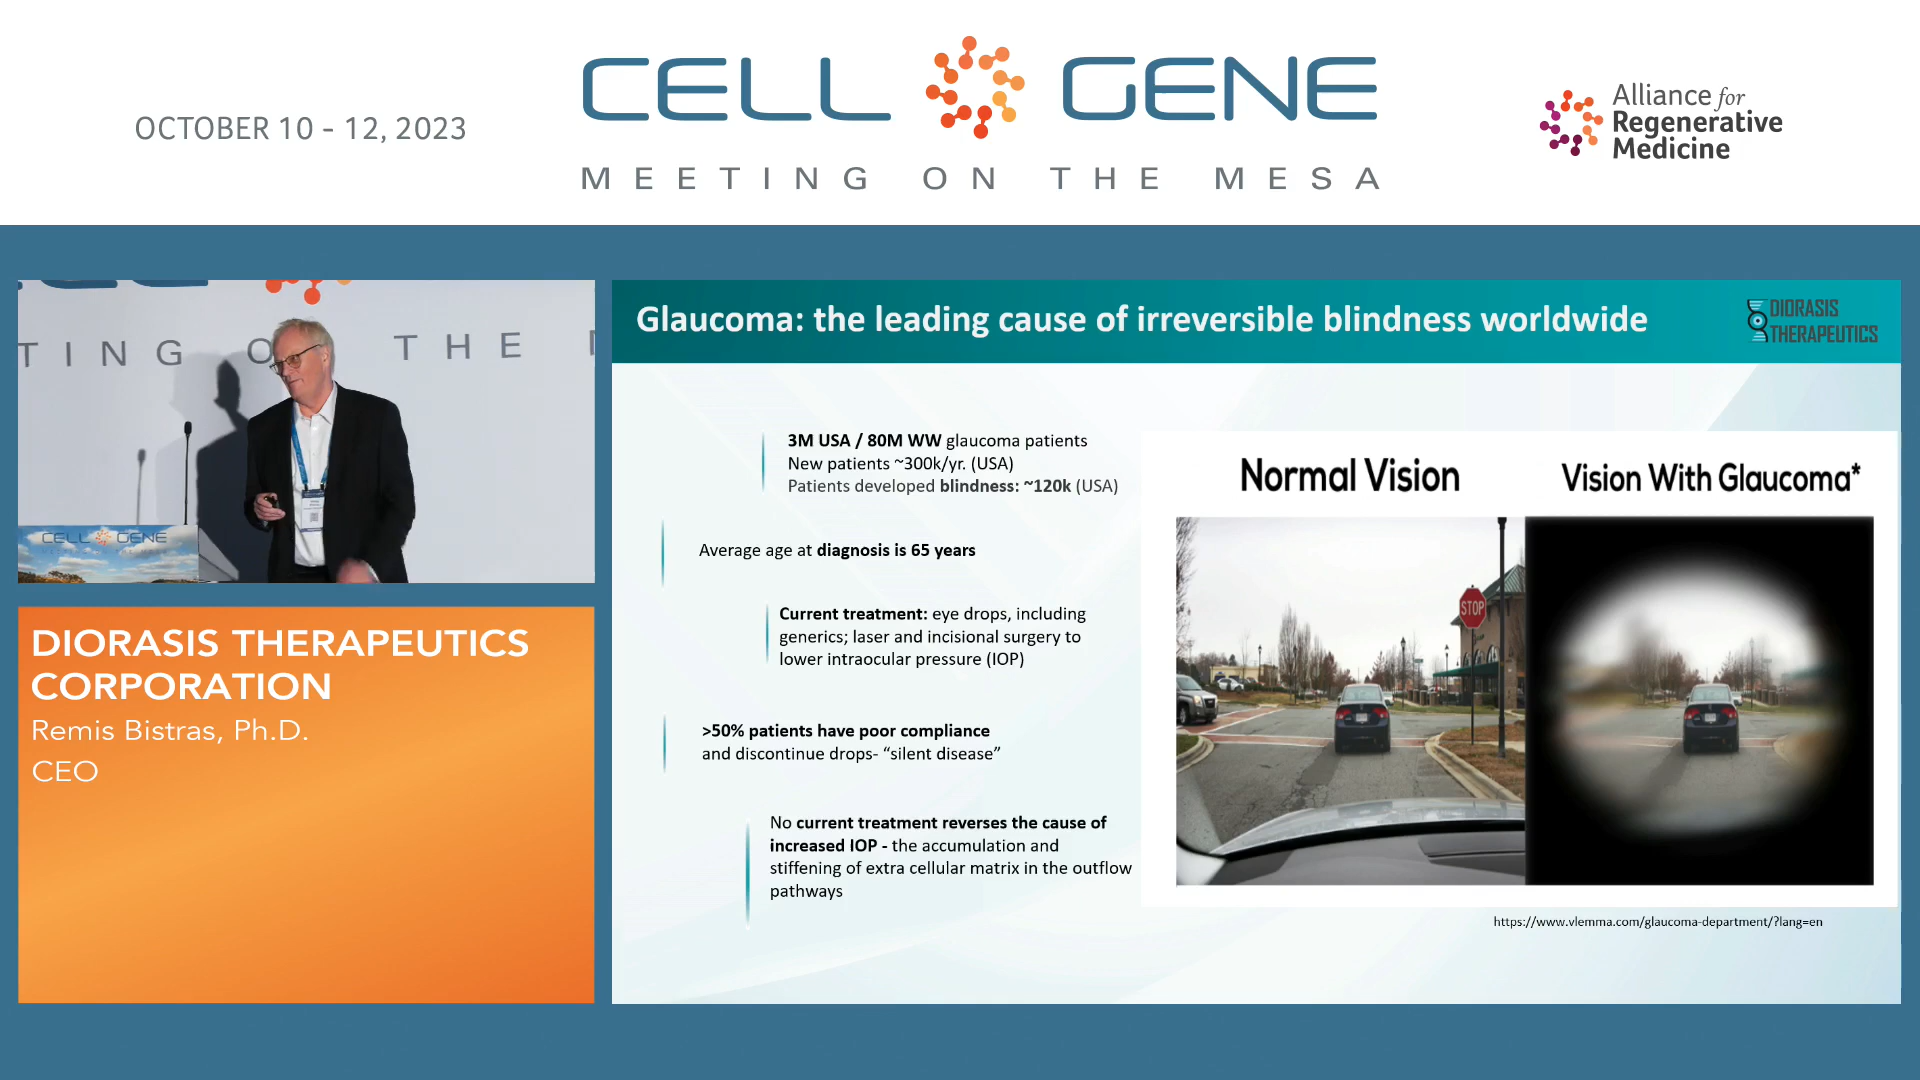 OCTOBER 10 - 12, 2023
CELL GENE
MEETING ON THE MESA
Alliance for
Regenerative
Medicine
TING O THE
CELL GENE
DIORASIS THERAPEUTICS
CORPORATION
Remis Bistras, Ph.D.
CEO
Glaucoma: the leading cause of irreversible blindness worldwide
DIORASIS
THERAPEUTICS
3M USA / 80M WW glaucoma patients
New patients ~300k/yr. (USA)
Patients developed blindness: ~120k (USA)
Average age at diagnosis is 65 years
Current treatment: eye drops, including
generics; laser and incisional surgery to
lower intraocular pressure (IOP)
>50% patients have poor compliance
and discontinue drops- “silent disease”
No current treatment reverses the cause of
increased IOP - the accumulation and
stiffening of extra cellular matrix in the outflow
pathways
Normal Vision
Vision With Glaucoma*
STOP
https://www.vlemma.com/glaucoma-department/?lang=en